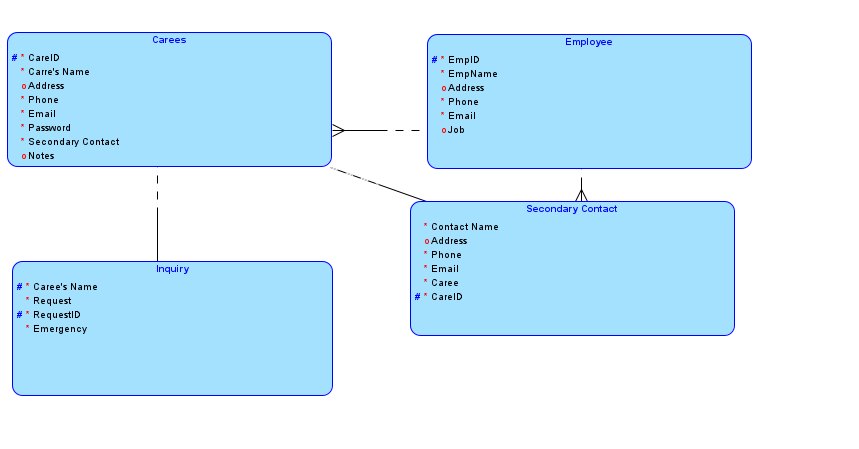 Carees
# * CareID
* Carre's Name
o Address
* Phone
* Email
* Password
* Secondary Contact
o Notes
Employee
# * EmpID
* EmpName
o Address
* Phone
* Email
o Job
Secondary Contact
* Contact Name
o Address
* Phone
* Email
* Caree
# * CareID
Inquiry
# * Caree's Name
* Request
# * RequestID
* Emergency